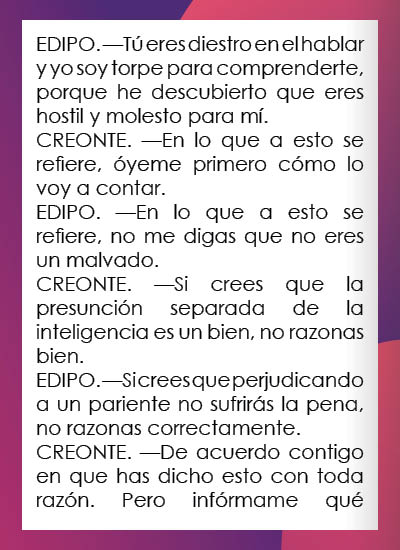 EDIPO. —Tú eres diestro en el hablar
y yo soy torpe para comprenderte,
porque he descubierto que eres
hostil y molesto para mí.
CREONTE. —En lo que a esto se
refiere, óyeme primero cómo lo
voy a contar.
EDIPO. —En lo que a esto se
refiere, no me digas que no eres
un malvado.
CREONTE. —Si crees que la
presunción separada de la
inteligencia es un bien, no razonas
bien.
EDIPO. —Si crees que perjudicando
a un pariente no sufrirás la pena,
no razonas correctamente.
CREONTE. —De acuerdo contigo
en que has dicho esto con toda
razón. Pero infórmame qué